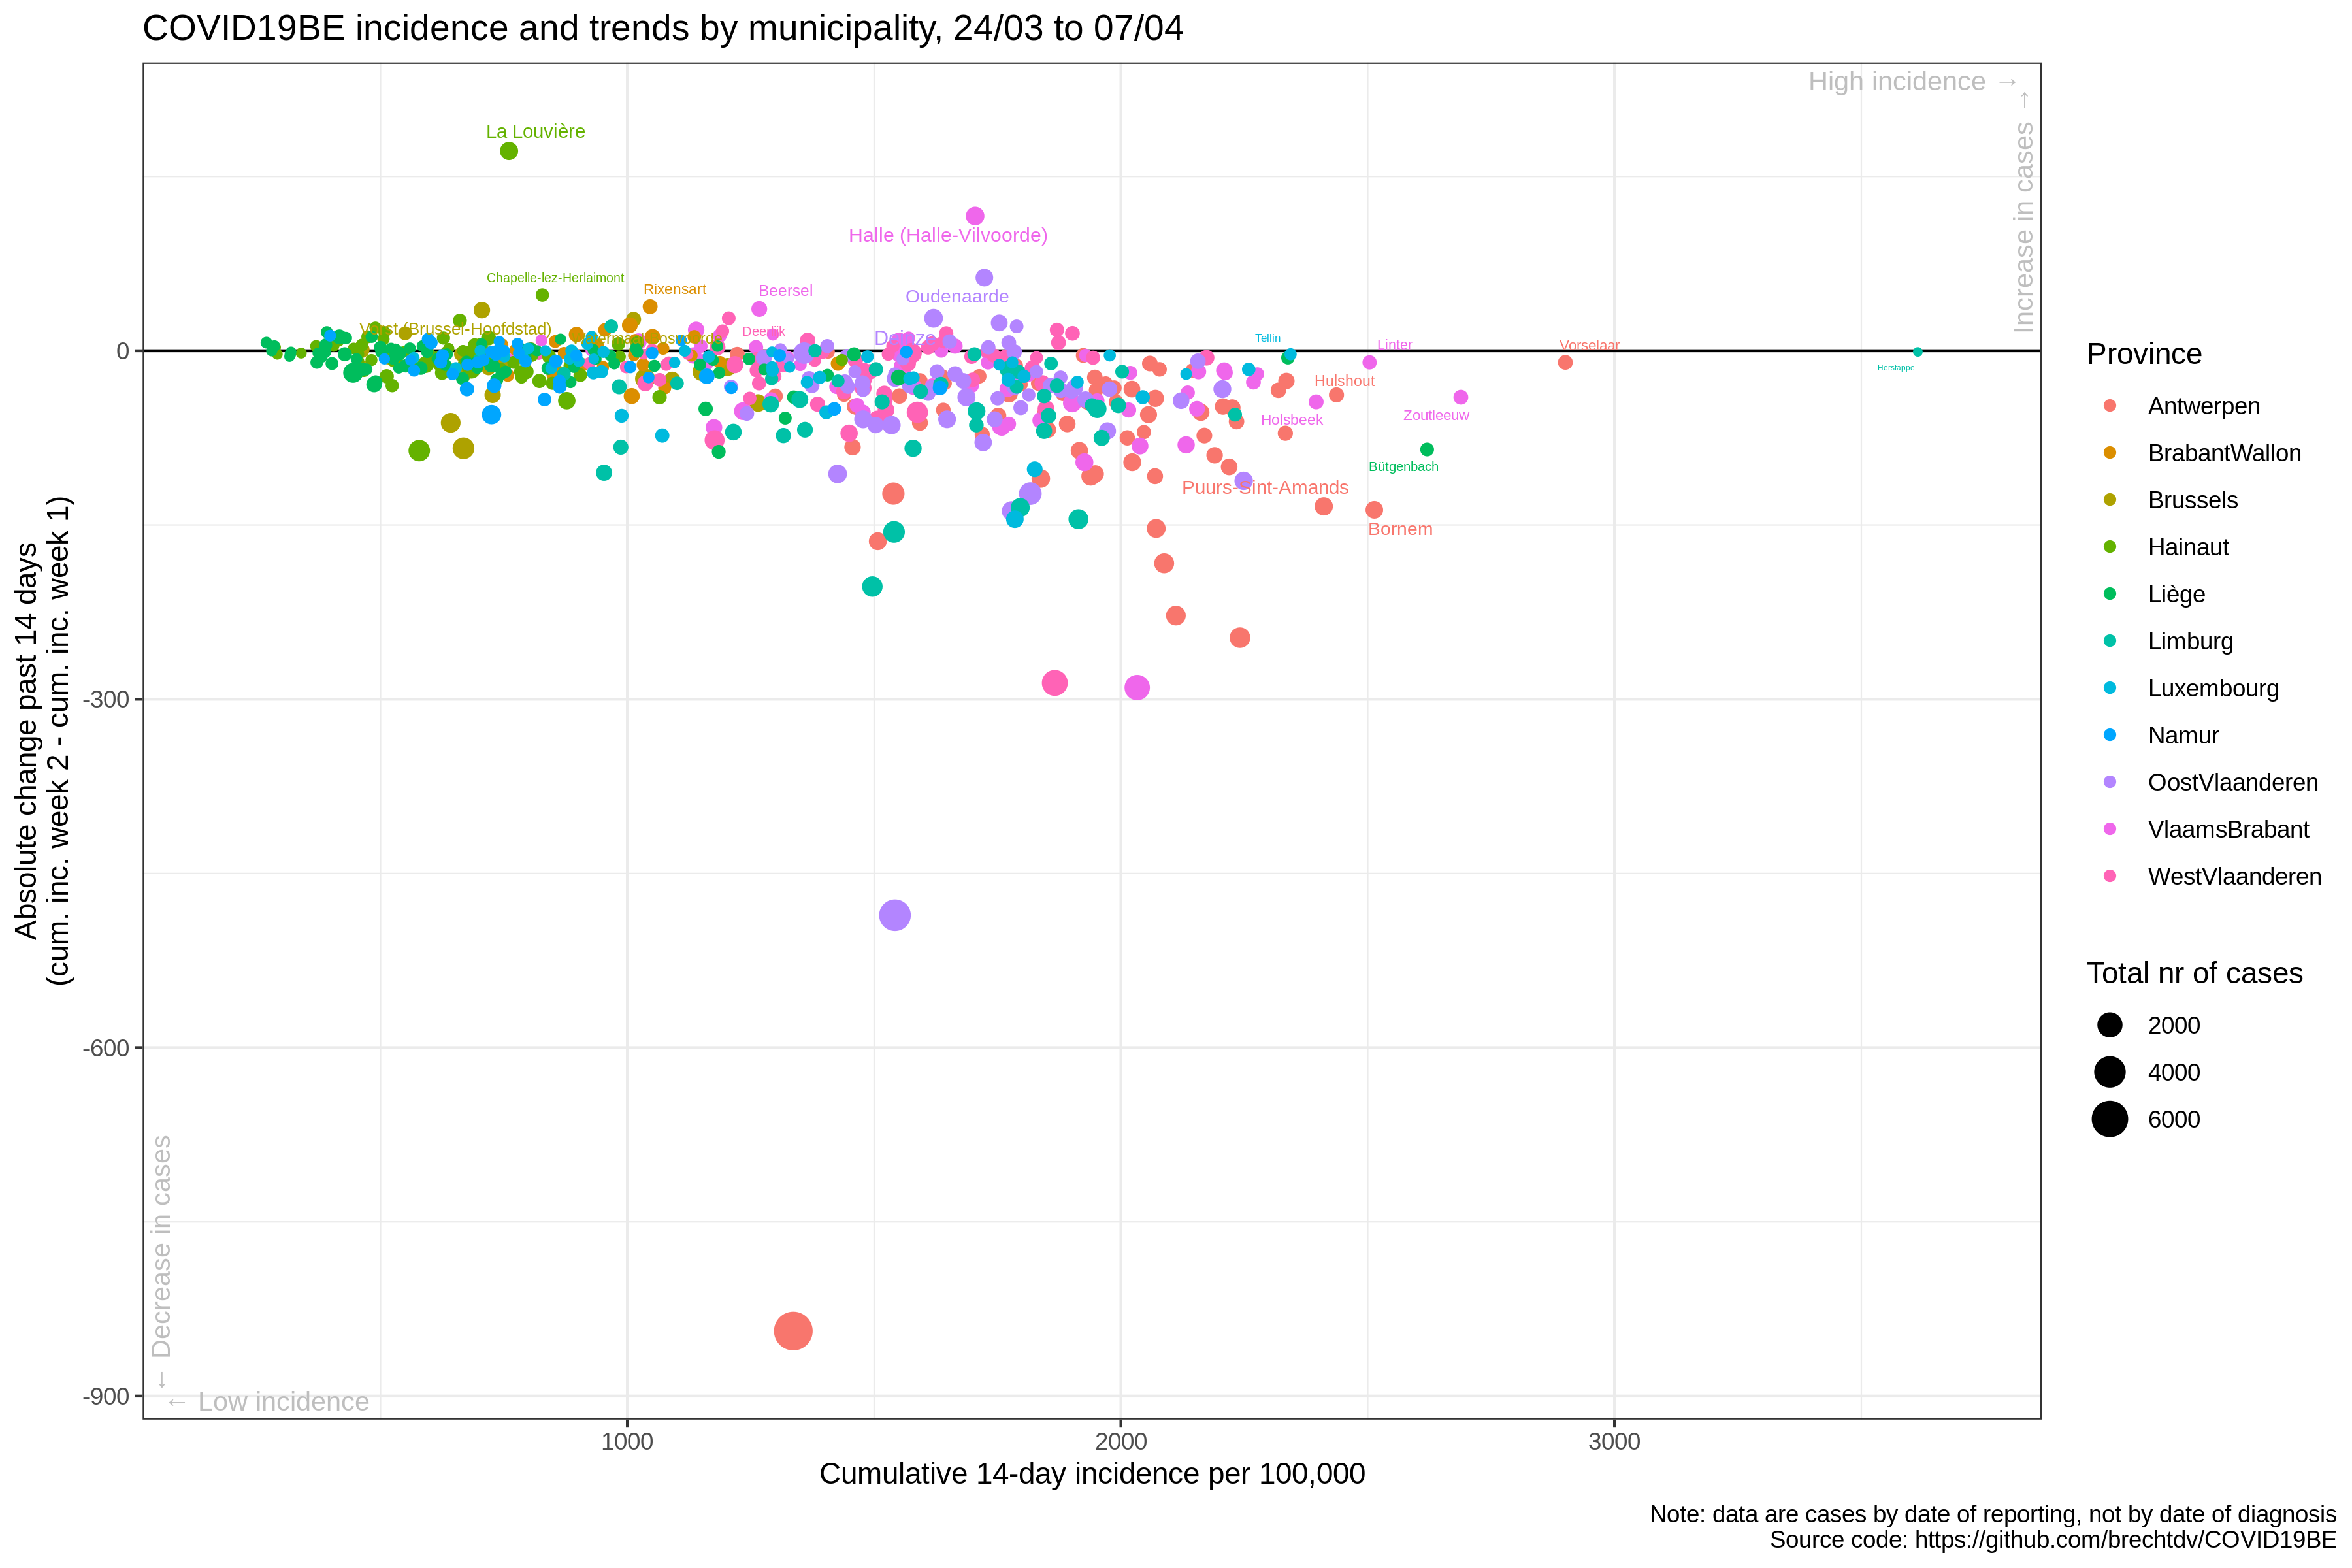 COVID19BE incidence and trends by municipality, 24/03 to 07/04
High incidence →
Increase in cases →
La Louvière
Halle (Halle-Vilvoorde)
Chapelle-lez-Herlaimont
Rixensart
Beersel
Oudenaarde
Vorst (Brussel-Hoofdstad)
Deerlijk
Deinze
Tellin
Linter
Vorselaar
Herstappe
Hulshout
Holsbeek
Zoutleeuw
Bütgenbach
Puurs-Sint-Amands
Bornem
0
-300
-600
-900
Absolute change past 14 days
(cum. inc. week 2 - cum. inc. week 1)
← Decrease in cases
← Low incidence
1000
2000
3000
Cumulative 14-day incidence per 100,000
Province
Antwerpen
BrabantWallon
Brussels
Hainaut
Liège
Limburg
Luxembourg
Namur
OostVlaanderen
VlaamsBrabant
WestVlaanderen
Total nr of cases
2000
4000
6000
Note: data are cases by date of reporting, not by date of diagnosis
Source code: https://github.com/brechtdv/COVID19BE